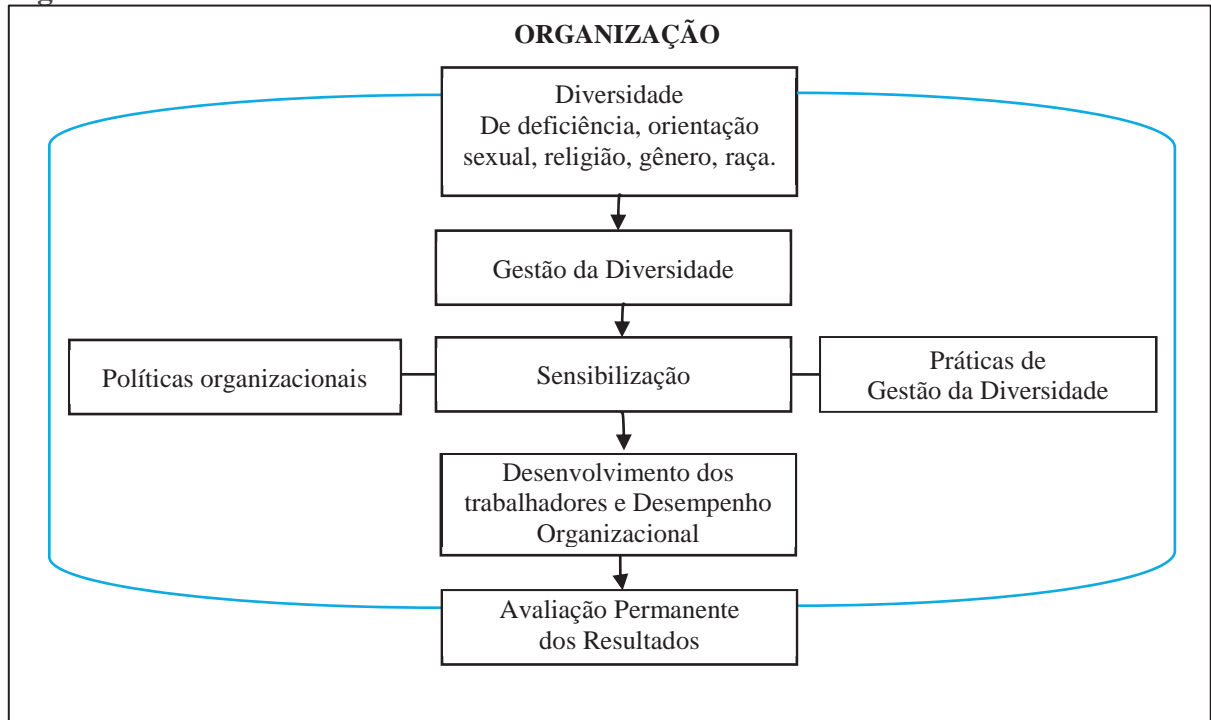 ORGANIZAÇÃO
Diversidade
De deficiência, orientação
sexual, religião, gênero, raça.
Gestão da Diversidade
Políticas organizacionais
Sensibilização
Práticas de
Gestão da Diversidade
Desenvolvimento dos
trabalhadores e Desempenho
Organizacional
Avaliação Permanente
dos Resultados